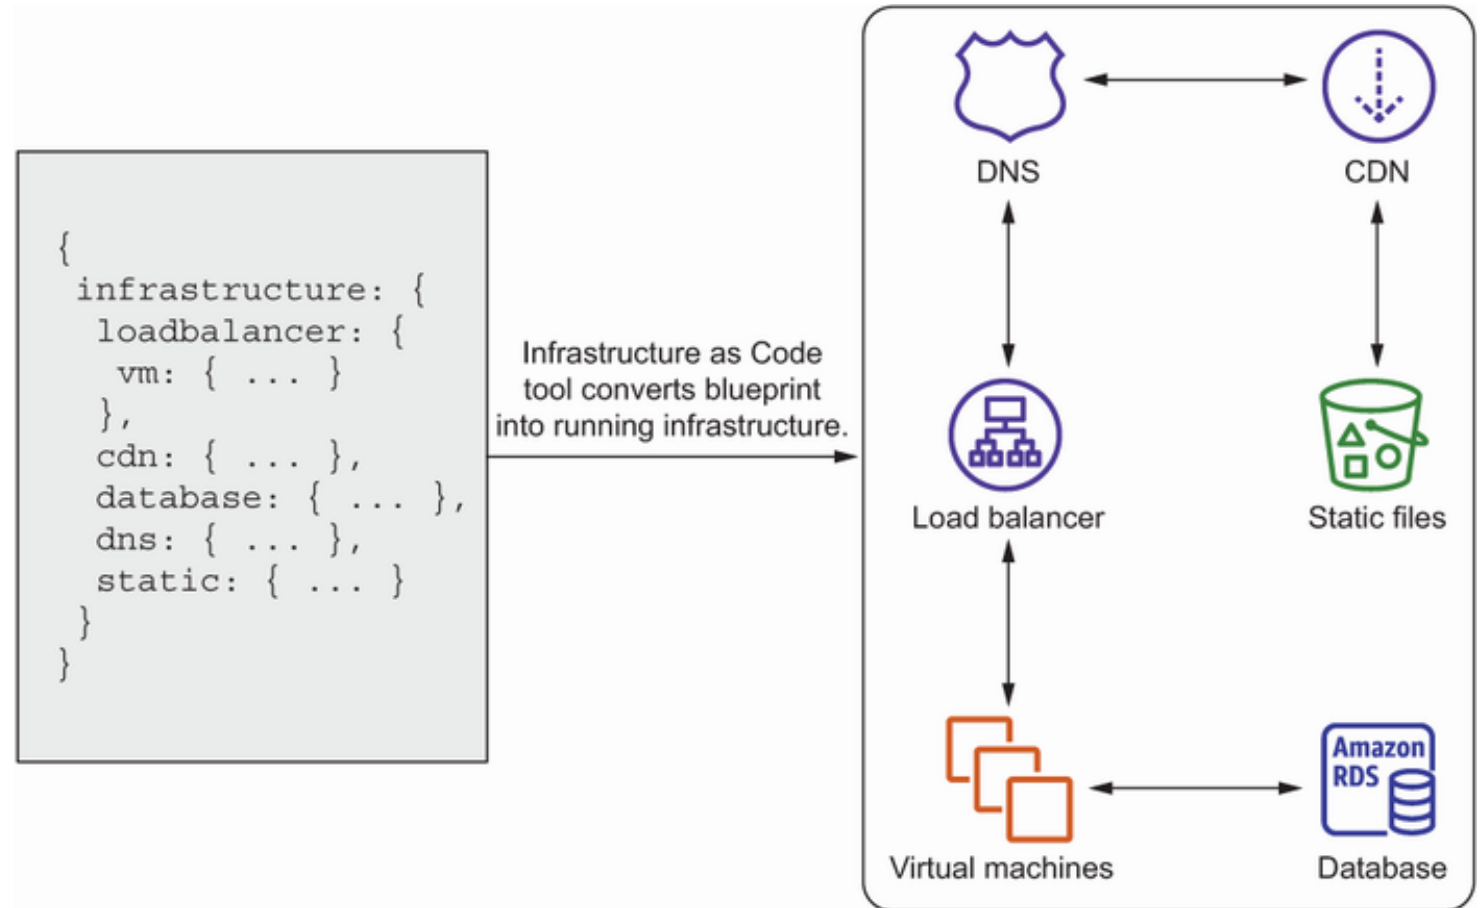 {
infrastructure: {
loadbalancer: {
vm: { ... }
},
cdn: { ... },
database: { ... },
dns: { ... },
static: { ... }
}
}
Infrastructure as Code
tool converts blueprint
into running infrastructure.
DNS
CDN
Load balancer
Static files
Amazon
RDS
Virtual machines
Database